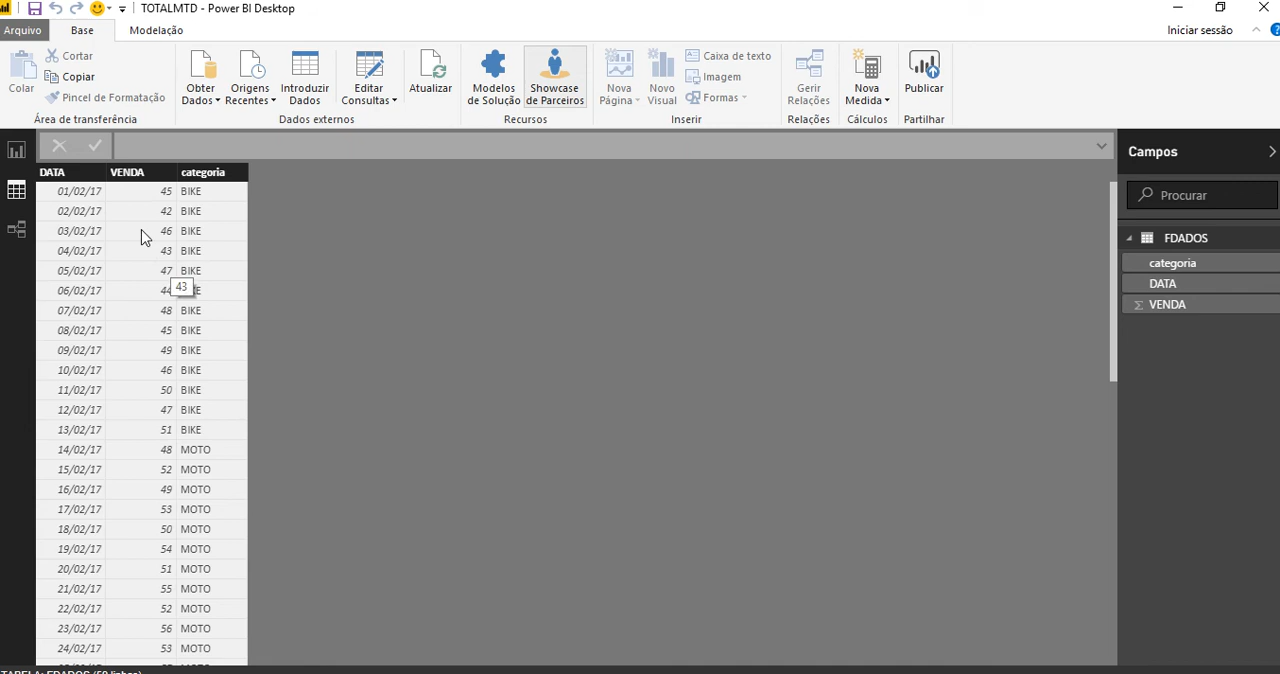 TOTALMTD - Power BI Desktop
Arquivo Base Modelação Iniciar sessão
Colar
Cortar
Copiar
Pincel de Formatação
Área de transferência
Obter Dados
Origens Recentes
Introduzir Dados
Editar Consultas
Atualizar
Dados externos
Modelos de Solução
Showcase de Parceiros
Recursos
Nova Página
Novo Visual
Caixa de texto
Imagem
Formas
Inserir
Gerir Relações
Relações
Nova Medida
Cálculos
Publicar
Partilhar
DATA VENDA categoria
01/02/17 45 BIKE
02/02/17 42 BIKE
03/02/17 46 BIKE
04/02/17 43 BIKE
05/02/17 47 BIKE
43
06/02/17
07/02/17 48 BIKE
08/02/17 45 BIKE
09/02/17 49 BIKE
10/02/17 46 BIKE
11/02/17 50 BIKE
12/02/17 47 BIKE
13/02/17 51 BIKE
14/02/17 48 MOTO
15/02/17 52 MOTO
16/02/17 49 MOTO
17/02/17 53 MOTO
18/02/17 50 MOTO
19/02/17 54 MOTO
20/02/17 51 MOTO
21/02/17 55 MOTO
22/02/17 52 MOTO
23/02/17 56 MOTO
24/02/17 53 MOTO
Campos
Procurar
FDADOS
categoria
DATA
Σ VENDA